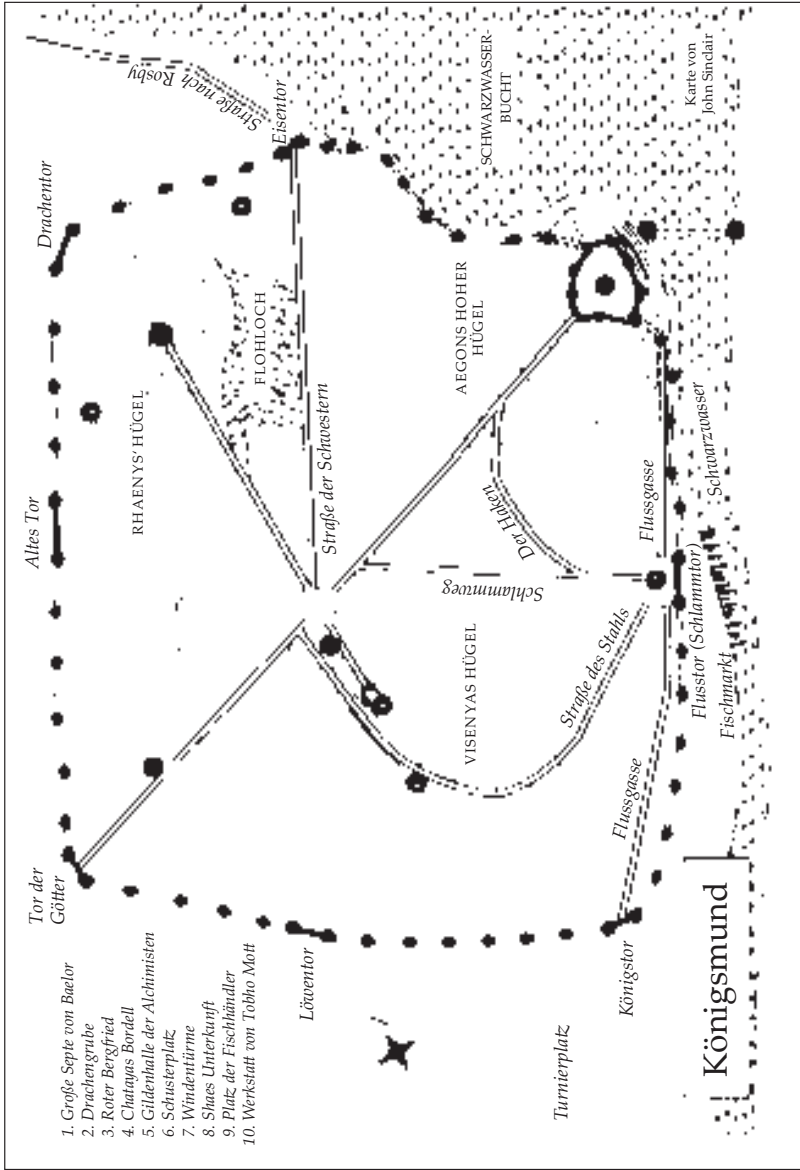 Tor der
Götter
Altes Tor
Drachentor
Straße nach Rosby
Eisentor
1. Große Septe von Baelor
2. Drachengrube
3. Roter Bergfried
4. Chatayas Bordell
5. Gildenhalle der Alchimisten
6. Schusterplatz
7. Windentürme
8. Shaes Unterkunft
9. Platz der Fischhändler
10. Werkstatt von Tobho Mott
RHAENYS' HÜGEL
FLOHLOCH
Löwentor
Straße der Schwestern
SCHWARZWASSER-
BUCHT
AEGONS HOHER
HÜGEL
VISENYAS HÜGEL
Schlammweg
Der Haken
Turnierplatz
Königstor
Flussgasse
Straße des Stahls
Flussgasse
Flusstor (Schlammtor)
Fischmarkt
Schwarzwasser
Karte von
John Sinclair
Königsmund